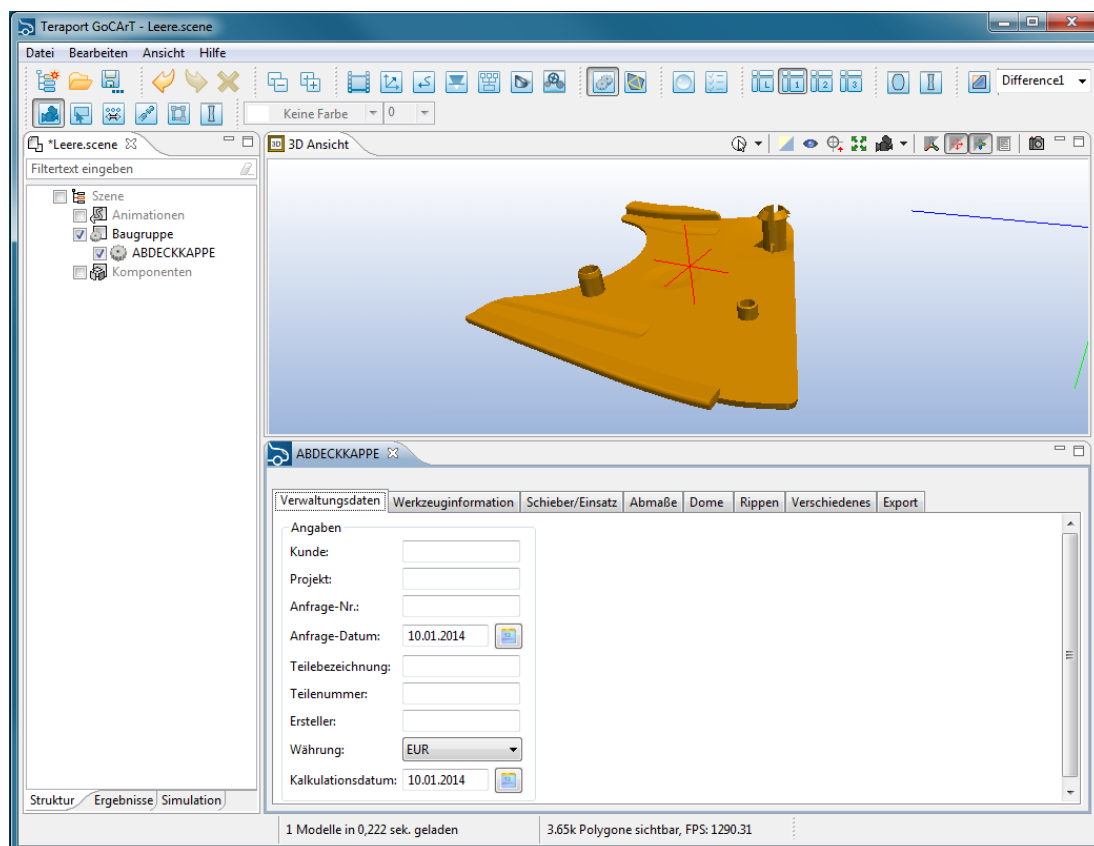 Teraport GoCArT - Leere.scene
Datei Bearbeiten Ansicht Hilfe
Difference1
Keine Farbe 0
*Leere.scene
3D Ansicht
Filtertext eingeben
Szene
Animationen
Baugruppe
ABDECKKAPPE
Komponenten
ABDECKKAPPE
Verwaltungsdaten Werkzeuginformation Schieber/Einsatz Abmaße Dome Rippen Verschiedenes Export
Angaben
Kunde:
Projekt:
Anfrage-Nr.:
Anfrage-Datum: 10.01.2014
Teilebezeichnung:
Teilenummer:
Ersteller:
Währung: EUR
Kalkulationsdatum: 10.01.2014
Struktur Ergebnisse Simulation
1 Modelle in 0,222 sek. geladen 3.65k Polygone sichtbar, FPS: 1290.31